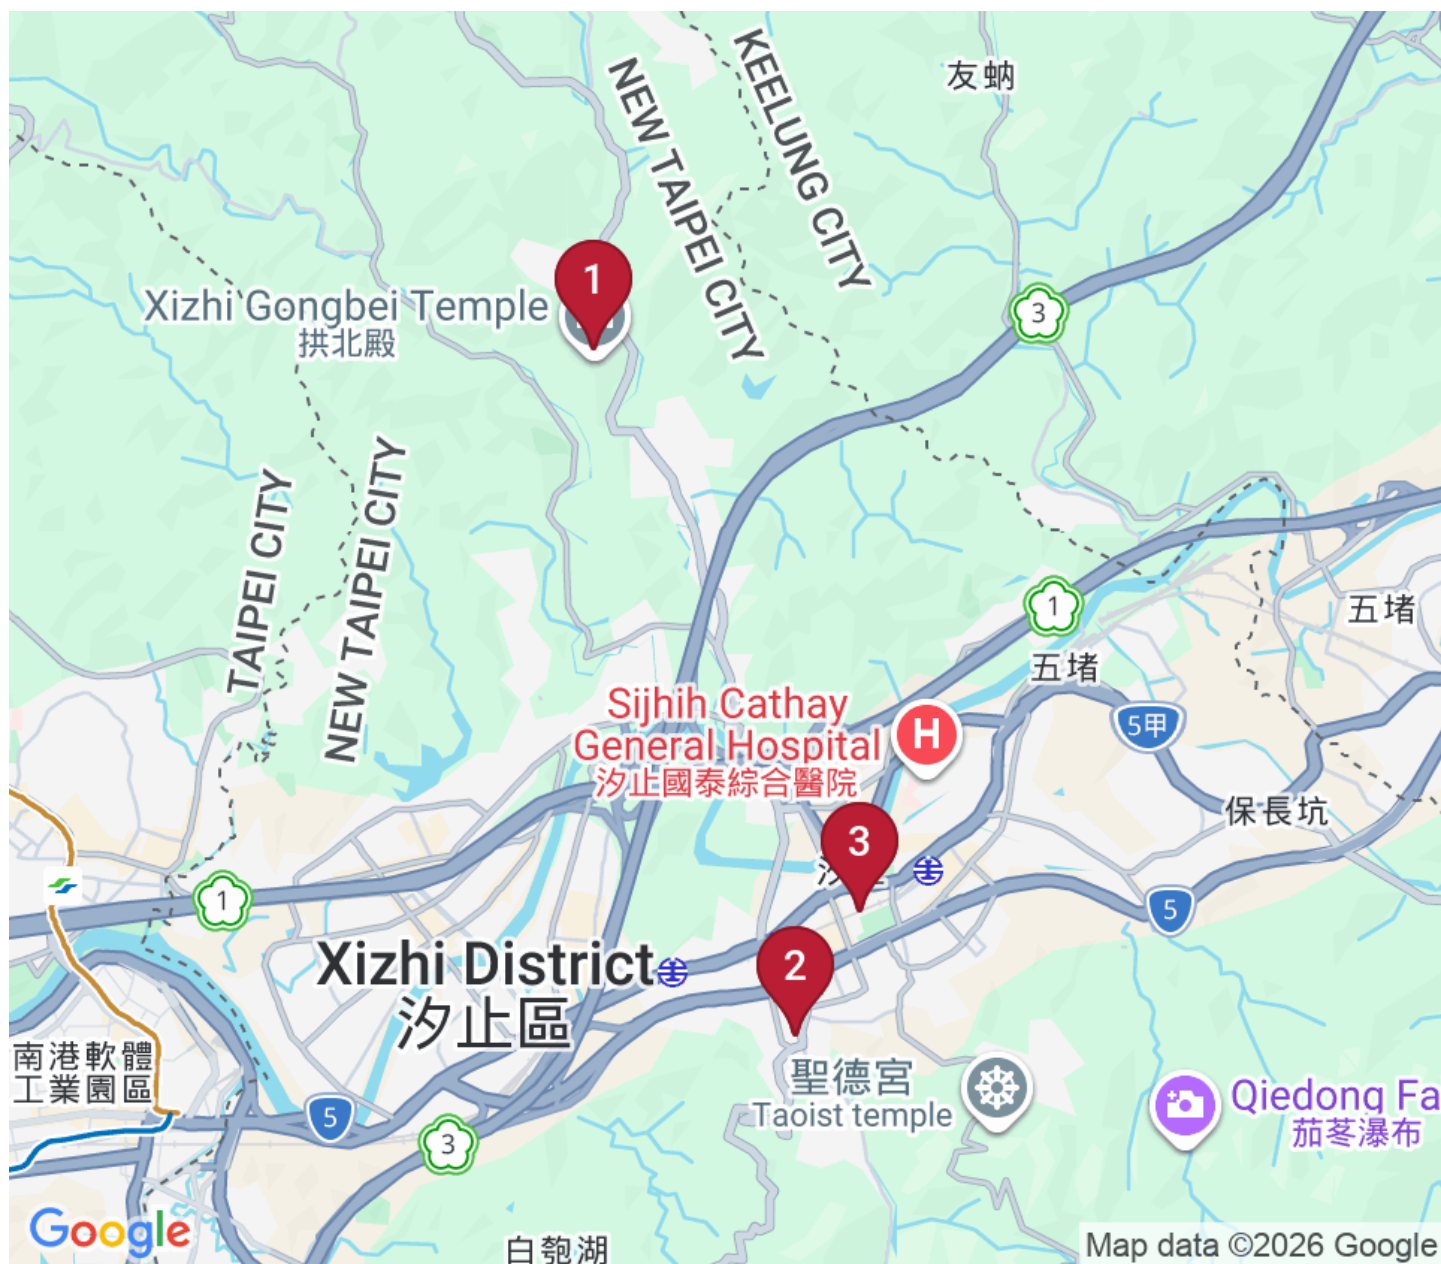 友蚋
KEELUNG CITY
NEW TAIPEI CITY
1
Xizhi Gongbei Temple
拱北殿
3
TAIPEI CITY
NEW TAIPEI CITY
1
五堵
五堵
Sijhih Cathay
General Hospital
汐止國泰綜合醫院
H
5甲
保長坑
3
1
5
2
Xizhi District
汐止區
南港軟體
工業園區
聖德宮
Taoist temple
Qiedong Fa
茄苳瀑布
5
3
白匏湖
Google
Map data ©2026 Google